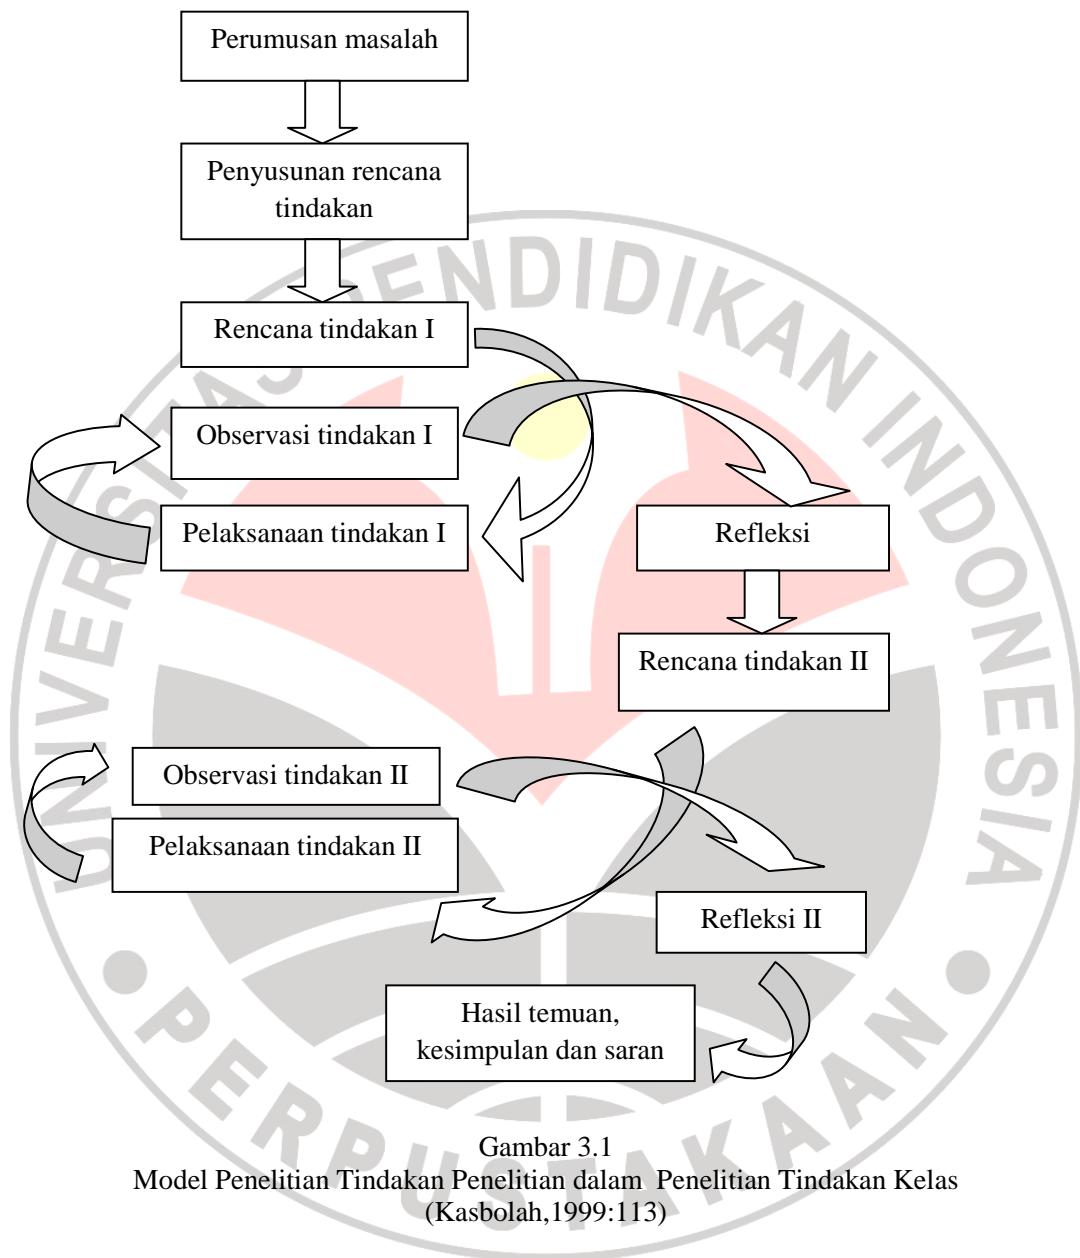 Perumusan masalah
Penyusunan rencana
tindakan
Rencana tindakan I
Observasi tindakan I
Pelaksanaan tindakan I
Refleksi
Rencana tindakan II
Observasi tindakan II
Pelaksanaan tindakan II
Refleksi II
Hasil temuan,
kesimpulan dan saran
Gambar 3.1
Model Penelitian Tindakan Penelitian dalam  Penelitian Tindakan Kelas
(Kasbolah,1999:113)
UNIVERSITAS PENDIDIKAN INDONESIA
PERPUSTAKAAN